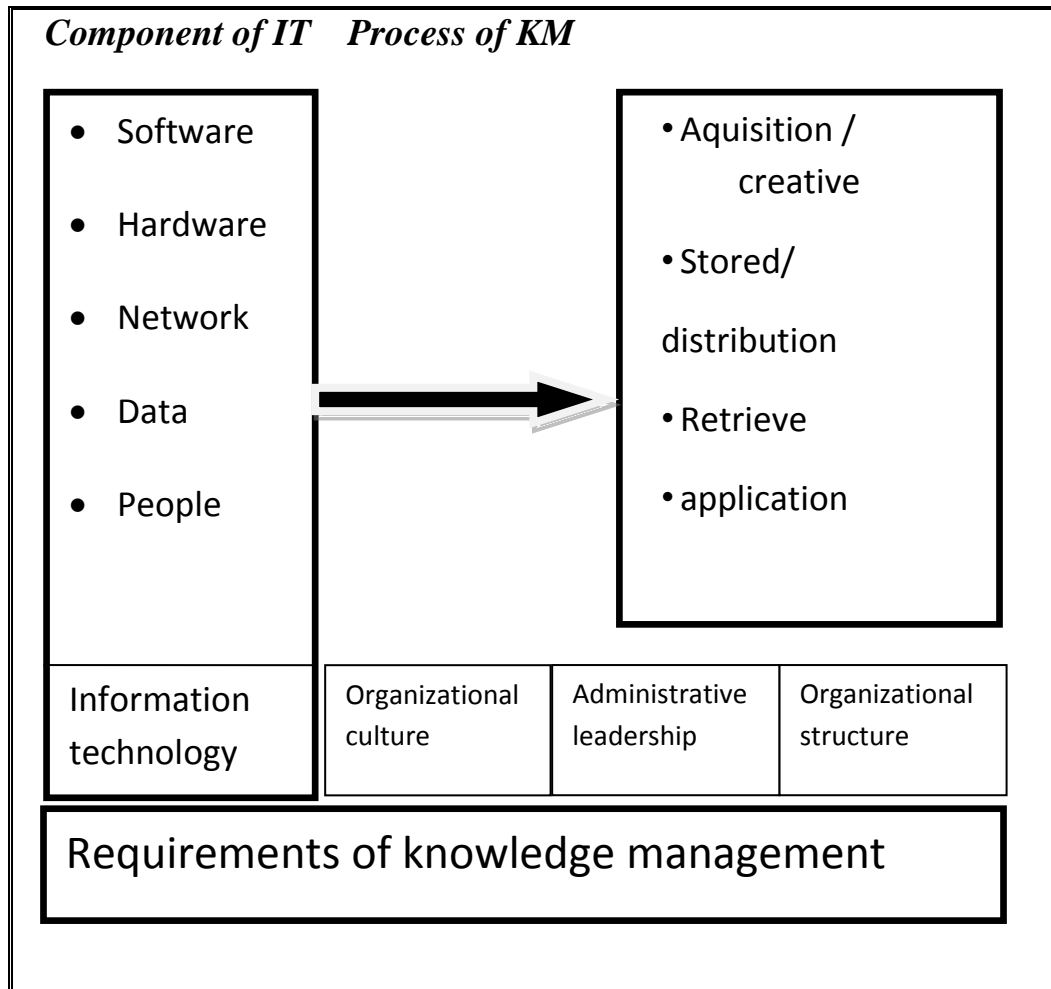 Component of IT Process of KM
• Software
• Hardware
• Network
• Data
• People
• Aquisition /
creative
• Stored/
distribution
• Retrieve
• application
Information
technology
Organizational
culture
Administrative
leadership
Organizational
structure
Requirements of knowledge management